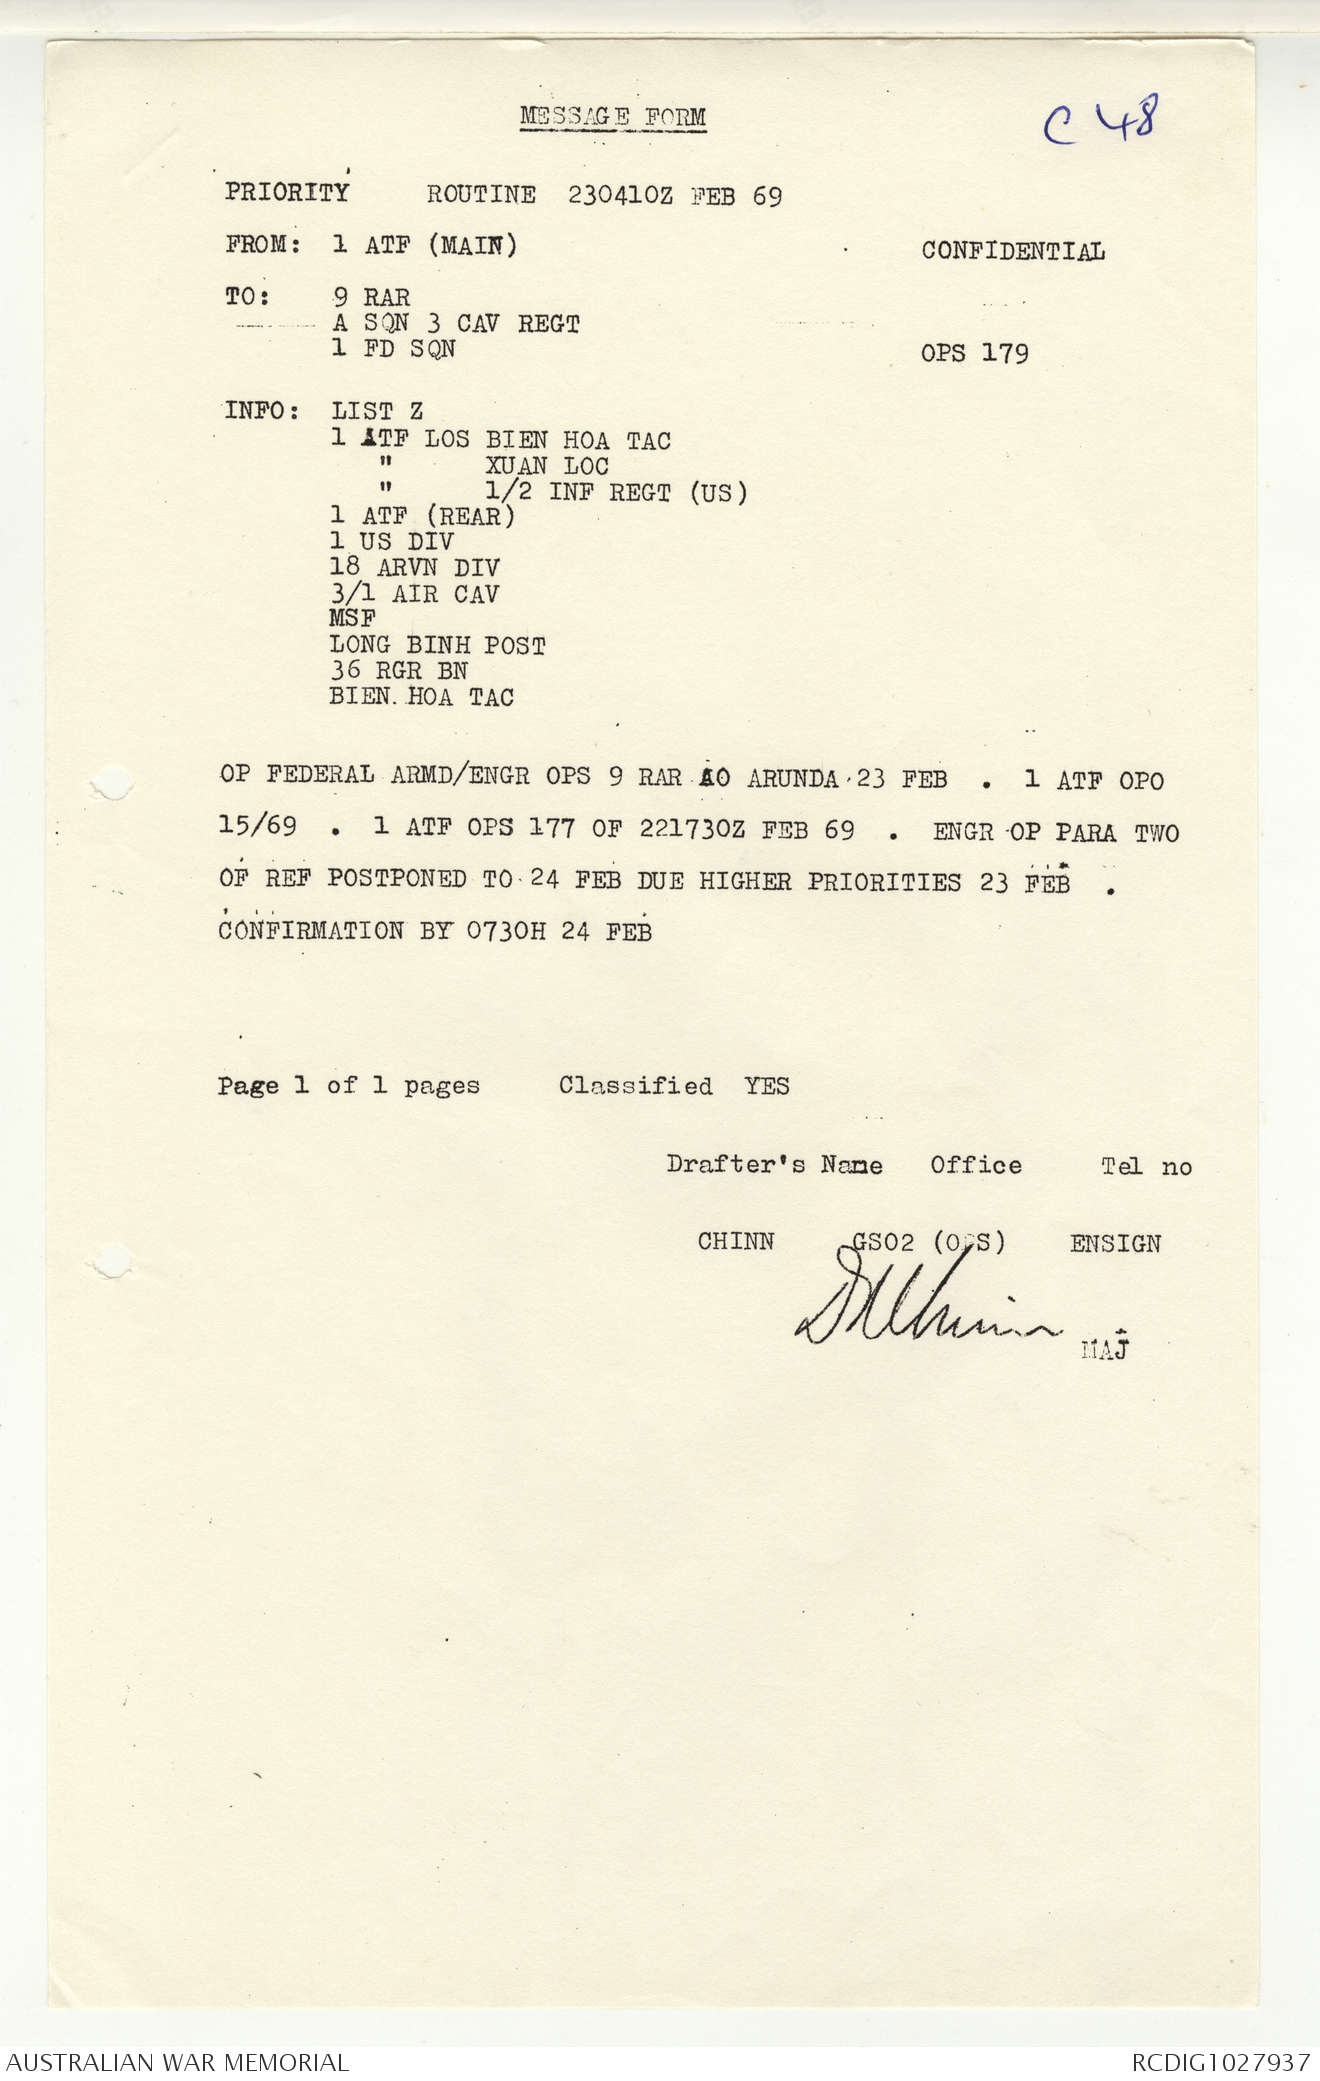 MESSAGE FORM
C 48
PRIORITY ROUTINE 230410Z FEB 69
FROM: 1 ATF (MAIN) CONFIDENTIAL
TO: 9 RAR
A SQN 3 CAV REGT
1 FD SQN OPS 179
INFO: LIST Z
1 ATF LOS BIEN HOA TAC
" XUAN LOC
" 1/2 INF REGT (US)
1 ATF (REAR)
1 US DIV
18 ARVN DIV
3/1 AIR CAV
MSF
LONG BINH POST
36 RGR BN
BIEN HOA TAC
OP FEDERAL ARMD/ENGR OPS 9 RAR AO ARUNDA 23 FEB . 1 ATF OPO
15/69 . 1 ATF OPS 177 OF 221730Z FEB 69 . ENGR OP PARA TWO
OF REF POSTPONED TO 24 FEB DUE HIGHER PRIORITIES 23 FEB .
CONFIRMATION BY 0730H 24 FEB
Page 1 of 1 pages Classified YES
Drafter's Name Office Tel no
CHINN GSO2 (OPS) ENSIGN
MAJ
AUSTRALIAN WAR MEMORIAL RCDIG1027937